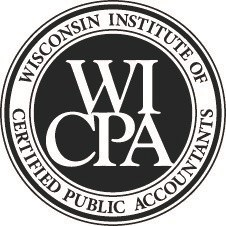 WISCONSIN INSTITUTE OF
CERTIFIED PUBLIC ACCOUNTANTS
WI
CPA